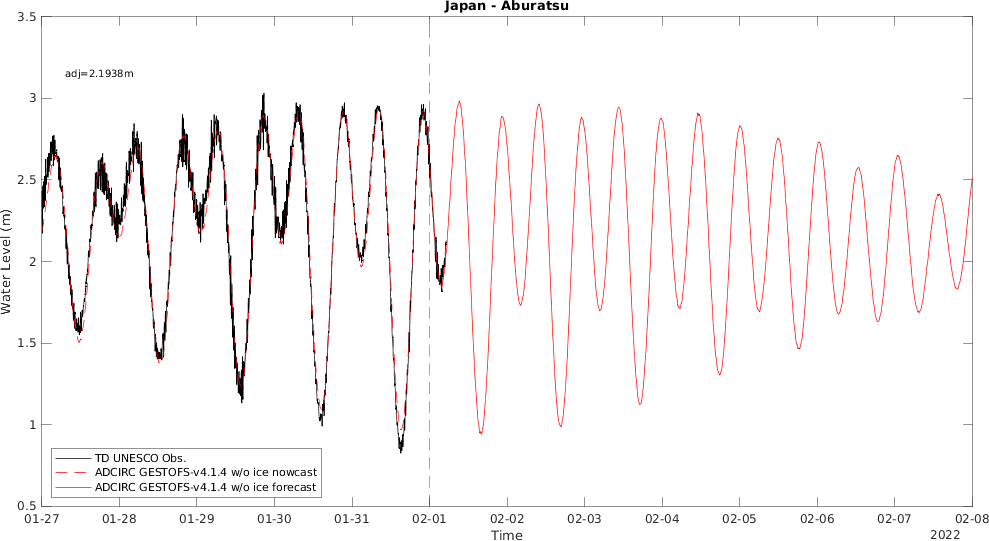 Japan - Aburatsu
3.5
3
2.5
2
1.5
1
0.5
Water Level (m)
adj=2.1938m
TD UNESCO Obs.
ADCIRC GESTOFS-v4.1.4 w/o ice nowcast
ADCIRC GESTOFS-v4.1.4 w/o ice forecast
01-27 01-28 01-29 01-30 01-31 02-01 02-02 02-03 02-04 02-05 02-06 02-07 02-08
Time
2022